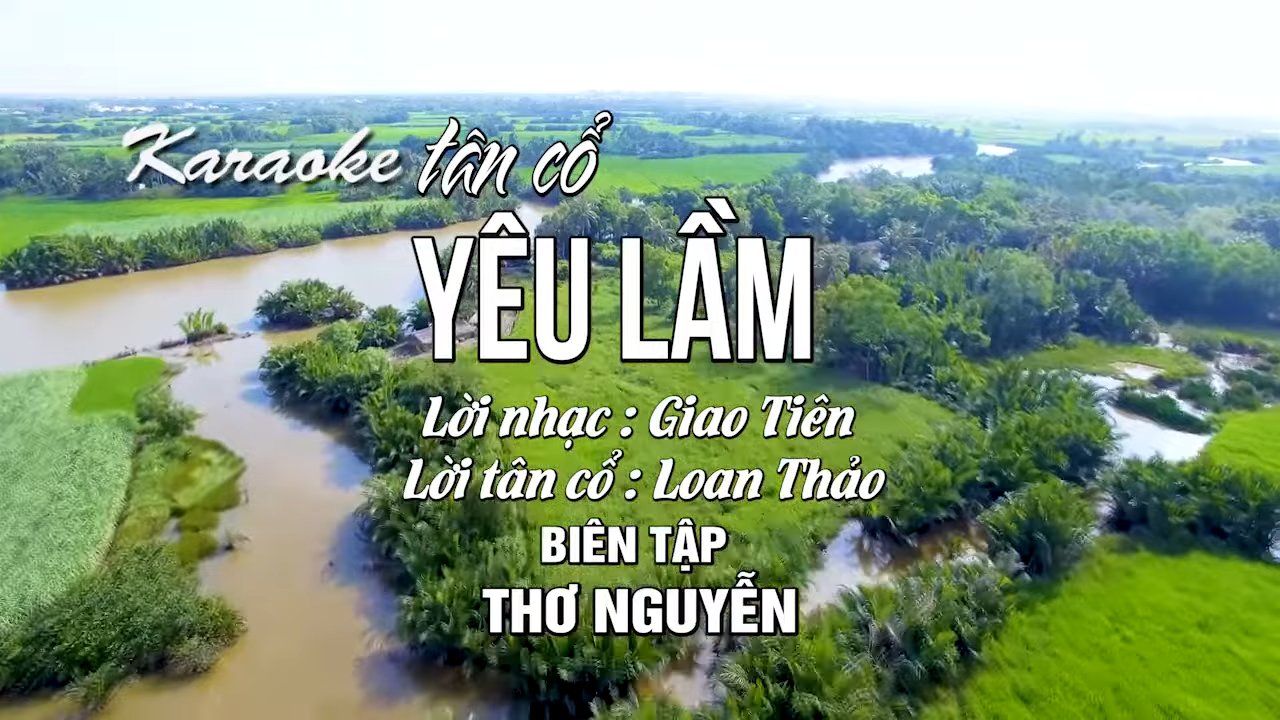 Karaoke tân cổ
YÊU LẦM
Lời nhạc : Giao Tiên
Lời tân cổ : Loan Thảo
BIÊN TẬP
THƠ NGUYỄN